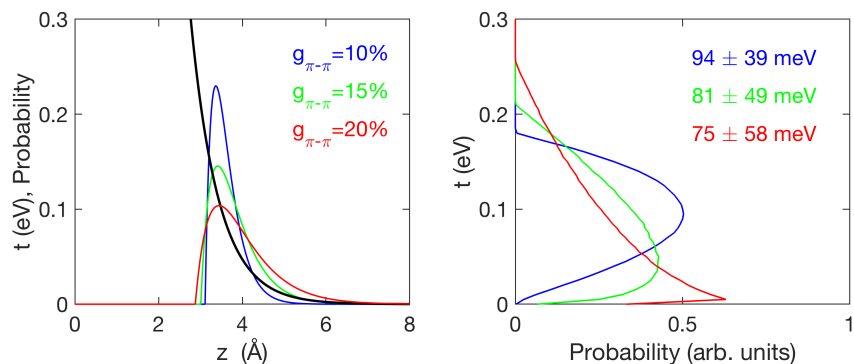 0.3
0.2
0.1
0
t (eV), Probability
0 2 4 6 8
z (Å)
gπ-π=10%
gπ-π=15%
gπ-π=20%
0.3
0.2
0.1
0
t (eV)
0 0.5 1
Probability (arb. units)
94 ± 39 meV
81 ± 49 meV
75 ± 58 meV